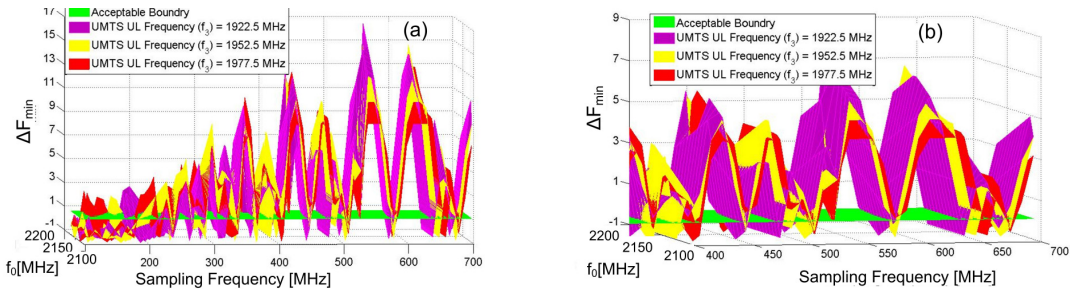 17
15
13
11
9
7
5
3
1
-1
ΔFmin
Acceptable Boundry
UMTS UL Frequency (f3) = 1922.5 MHz
UMTS UL Frequency (f3) = 1952.5 MHz
UMTS UL Frequency (f3) = 1977.5 MHz
(a)
2200
2150
2100
f0[MHz]
200
300
400
500
600
700
Sampling Frequency [MHz]
9
7
5
3
1
-1
ΔFmin
Acceptable Boundry
UMTS UL Frequency (f3) = 1922.5 MHz
UMTS UL Frequency (f3) = 1952.5 MHz
UMTS UL Frequency (f3) = 1977.5 MHz
(b)
2200
2150
2100
f0[MHz]
400
450
500
550
600
650
700
Sampling Frequency [MHz]